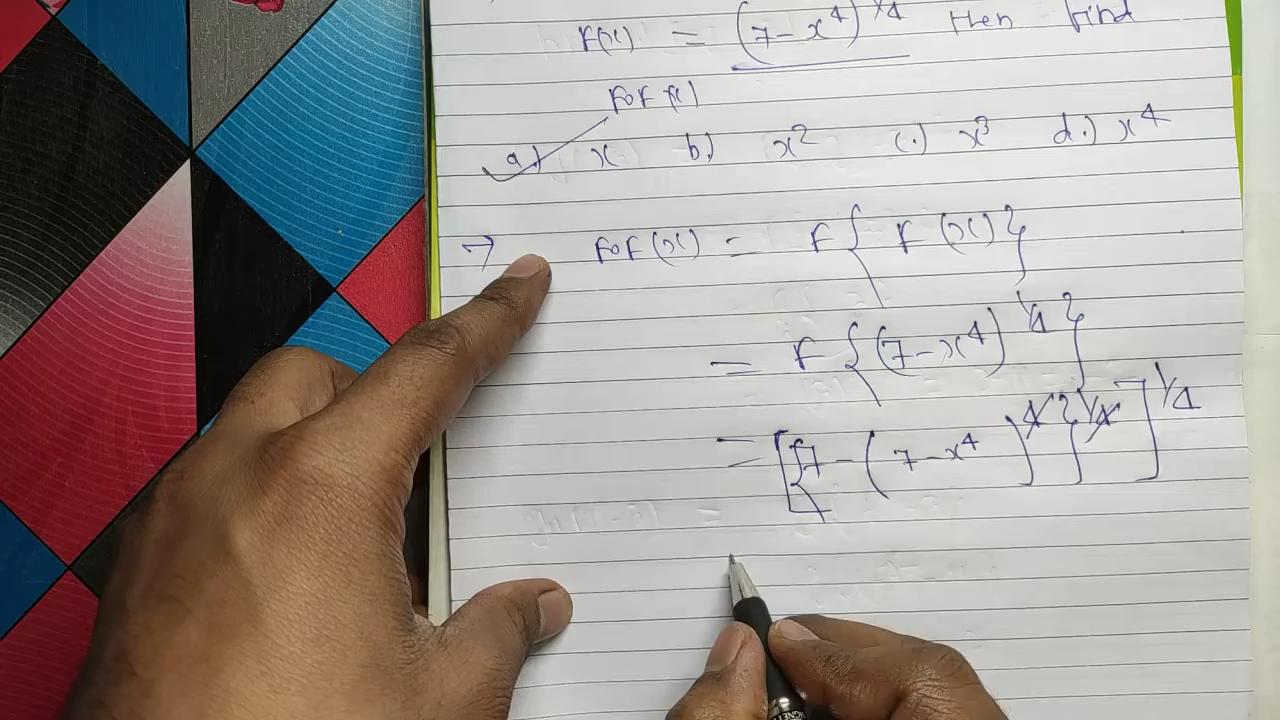 F(x) = (7-x⁴)^1/4 then find
FoF(x)
a) x b) x² c.) x³ d.) x⁴
→ FoF(x) = F{F(x)}
= F{(7-x⁴)^1/4}
= [{7-(7-x⁴)^4}^1/4]^1/4